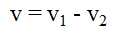 v = v₁ - v₂